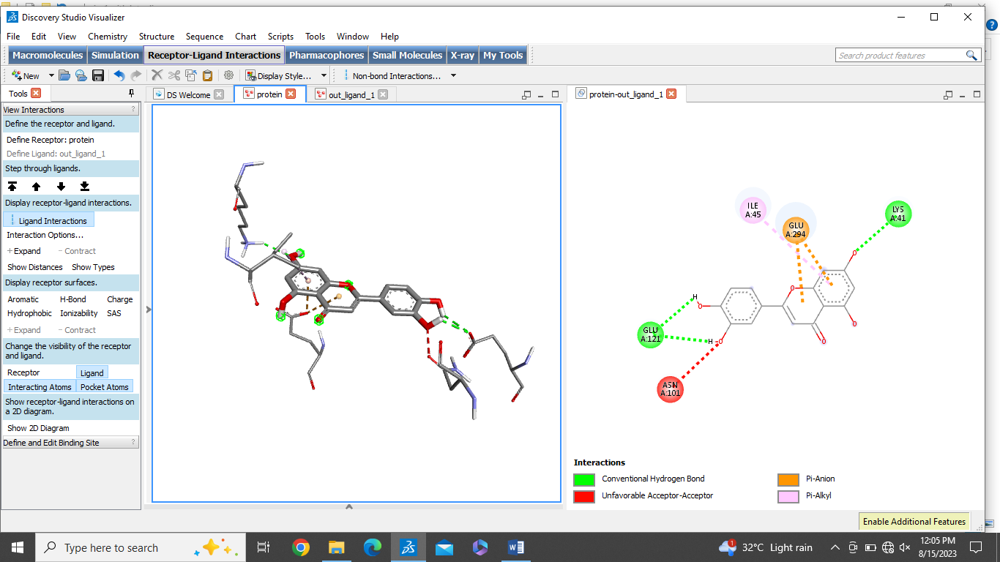 Discovery Studio Visualizer
File Edit View Chemistry Structure Sequence Chart Scripts Tools Window Help
Macromolecules Simulation Receptor-Ligand Interactions Pharmacophores Small Molecules X-ray My Tools
Search product features
New Display Style... Non-bond Interactions...
Tools
DS Welcome protein out_ligand_1 protein-out_ligand_1
View Interactions ?
Define the receptor and ligand.
Define Receptor: protein
Define Ligand: out_ligand_1
Step through ligands.
Display receptor-ligand interactions.
Ligand Interactions
Interaction Options...
+ Expand - Contract
Show Distances Show Types
Display receptor surfaces.
Aromatic H-Bond Charge
Hydrophobic Ionizability SAS
+ Expand - Contract
Change the visibility of the receptor
and ligand.
Receptor Ligand
Interacting Atoms Pocket Atoms
Show receptor-ligand interactions on
a 2D diagram.
Show 2D Diagram
Define and Edit Binding Site ?
ILE
A:45
GLU
A:294
LYS
A:41
O
O
H
O
GLU
A:121
H
O
O
O
ASN
A:101
Interactions
Conventional Hydrogen Bond
Unfavorable Acceptor-Acceptor
Pi-Anion
Pi-Alkyl
Enable Additional Features
Type here to search
1
32°C Light rain
12:05 PM
8/15/2023